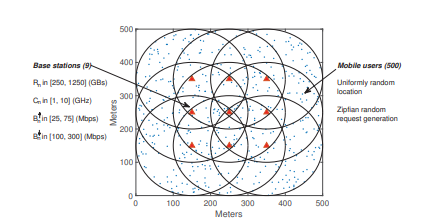 500
400
300
200
100
0
0
100
200
300
400
500
Meters
Meters
Base stations (9)
Rn in [250, 1250] (GBs)
Cn in [1, 10] (GHz)
in [25, 75] (Mbps)
in [100, 300] (Mbps)
Mobile users (500)
Uniformly random
location
Zipfian random
request generation